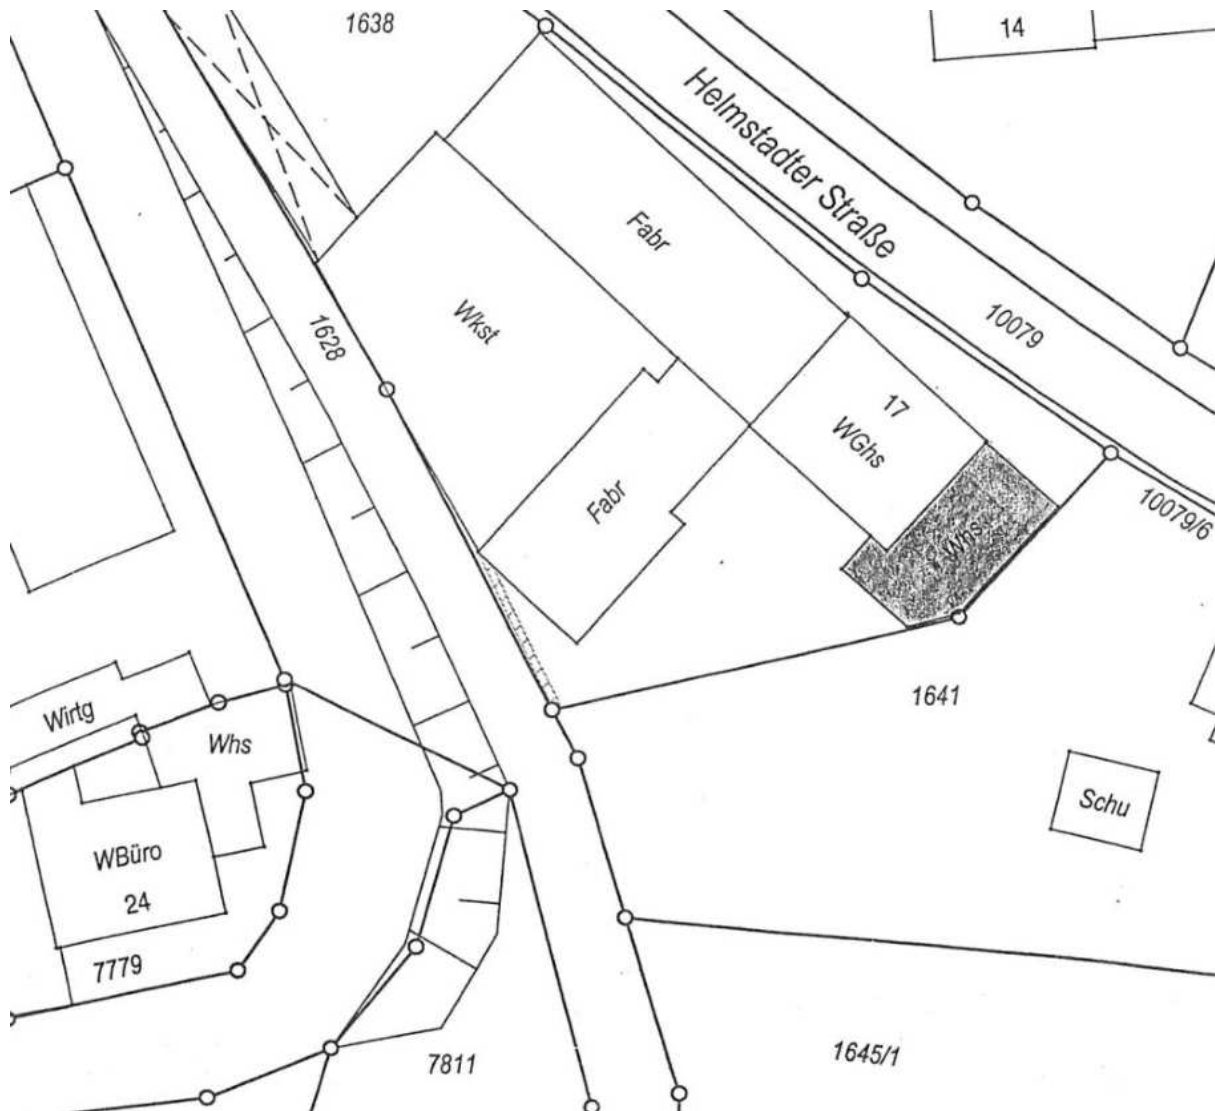 1638
14
Helmstadter Straße
Fabr
Wkst
1628
10079
17
WGhs
Fabr
Whs
10079/6
1641
Wirtg
Whs
Schu
WBüro
24
7779
7811
1645/1